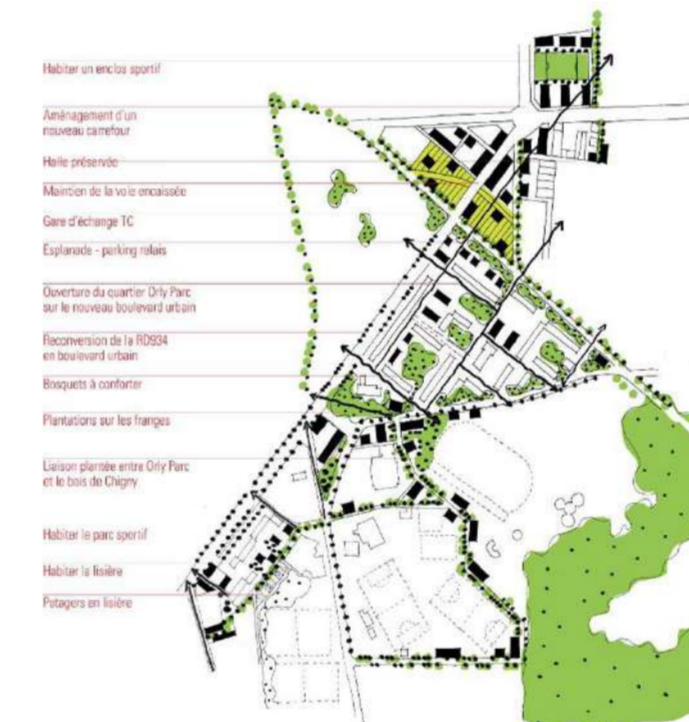 Habiter un enclos sportif
Aménagement d'un
nouveau carrefour
Halle préservée
Maintien de la voie encaissée
Gare d'échange TC
Esplanade - parking relais
Ouverture du quartier Orly Parc
sur le nouveau boulevard urbain
Reconversion de la RD934
en boulevard urbain
Bosquets à conforter
Plantations sur les franges
Liaison plantée entre Orly Parc
et le bois de Chigny
Habiter le parc sportif
Habiter la lisière
Potagers en lisière